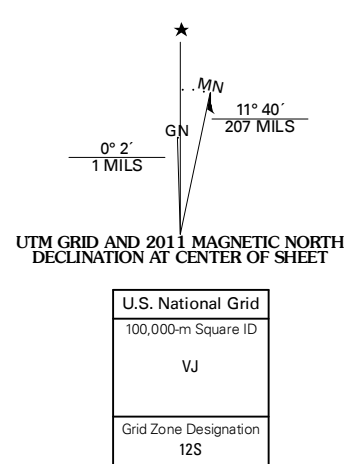 MN
11° 40´
207 MILS
GN
0° 2´
1 MILS
UTM GRID AND 2011 MAGNETIC NORTH
DECLINATION AT CENTER OF SHEET
U.S. National Grid
100,000-m Square ID
VJ
Grid Zone Designation
12S